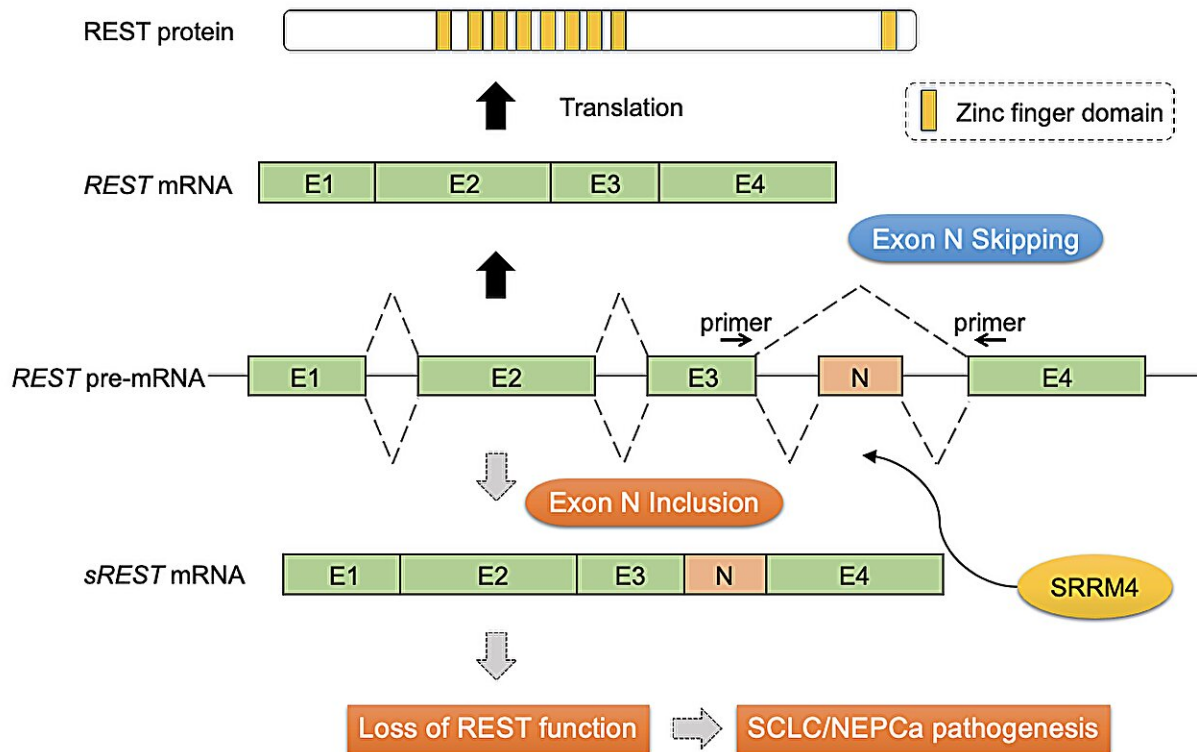 REST protein
Translation
Zinc finger domain
REST mRNA
E1 E2 E3 E4
Exon N Skipping
primer primer
REST pre-mRNA
E1 E2 E3 N E4
Exon N Inclusion
sREST mRNA
E1 E2 E3 N E4
SRRM4
Loss of REST function
SCLC/NEPCa pathogenesis